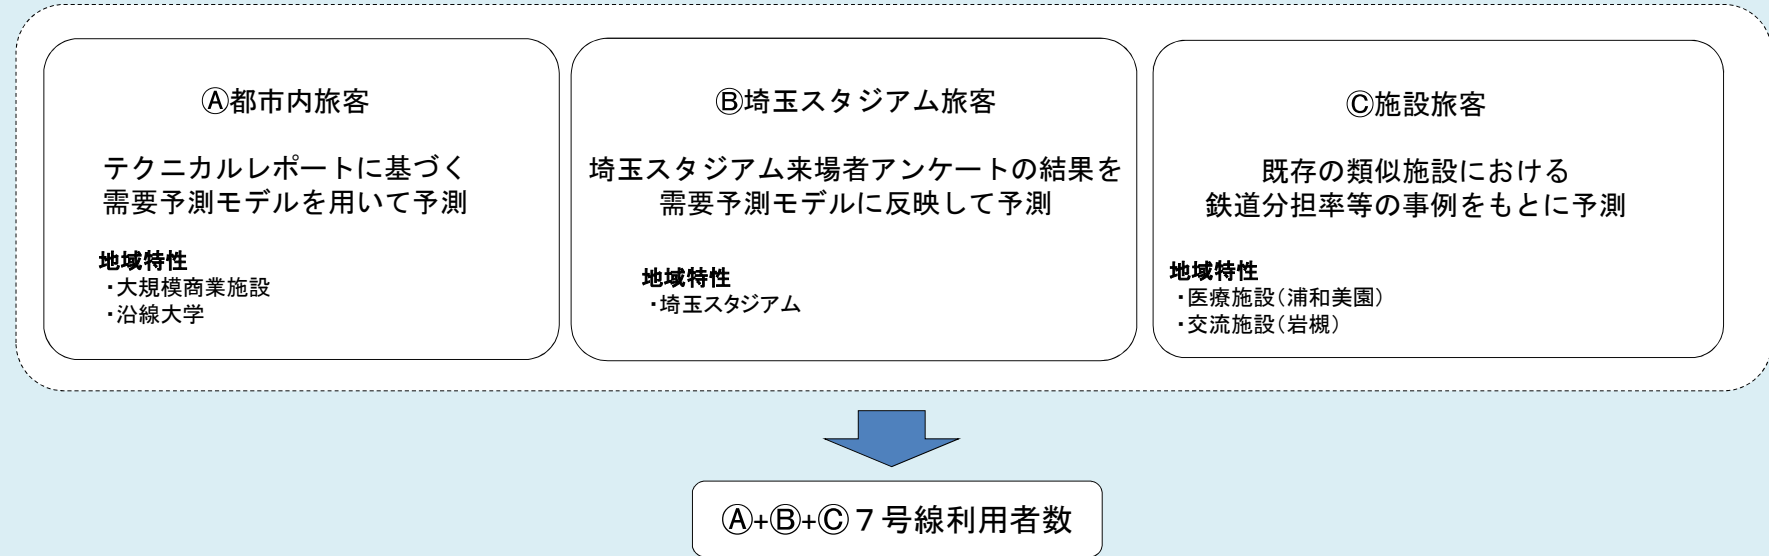 Ⓐ都市内旅客
テクニカルレポートに基づく
需要予測モデルを用いて予測
地域特性
・大規模商業施設
・沿線大学
Ⓑ埼玉スタジアム旅客
埼玉スタジアム来場者アンケートの結果を
需要予測モデルに反映して予測
地域特性
・埼玉スタジアム
Ⓒ施設旅客
既存の類似施設における
鉄道分担率等の事例をもとに予測
地域特性
・医療施設（浦和美園）
・交流施設（岩槻）
Ⓐ+Ⓑ+Ⓒ７号線利用者数